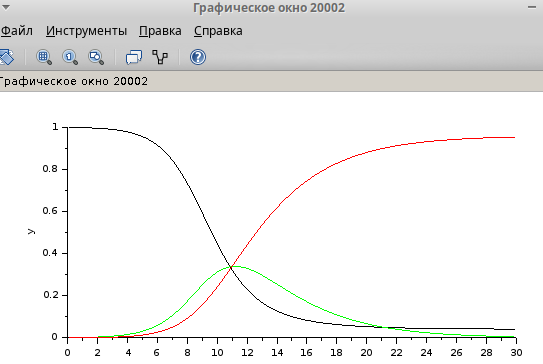 Графическое окно 20002
Файл Инструменты Правка Справка
Графическое окно 20002
1
0.8
0.6
y
0.4
0.2
0
0 2 4 6 8 10 12 14 16 18 20 22 24 26 28 30